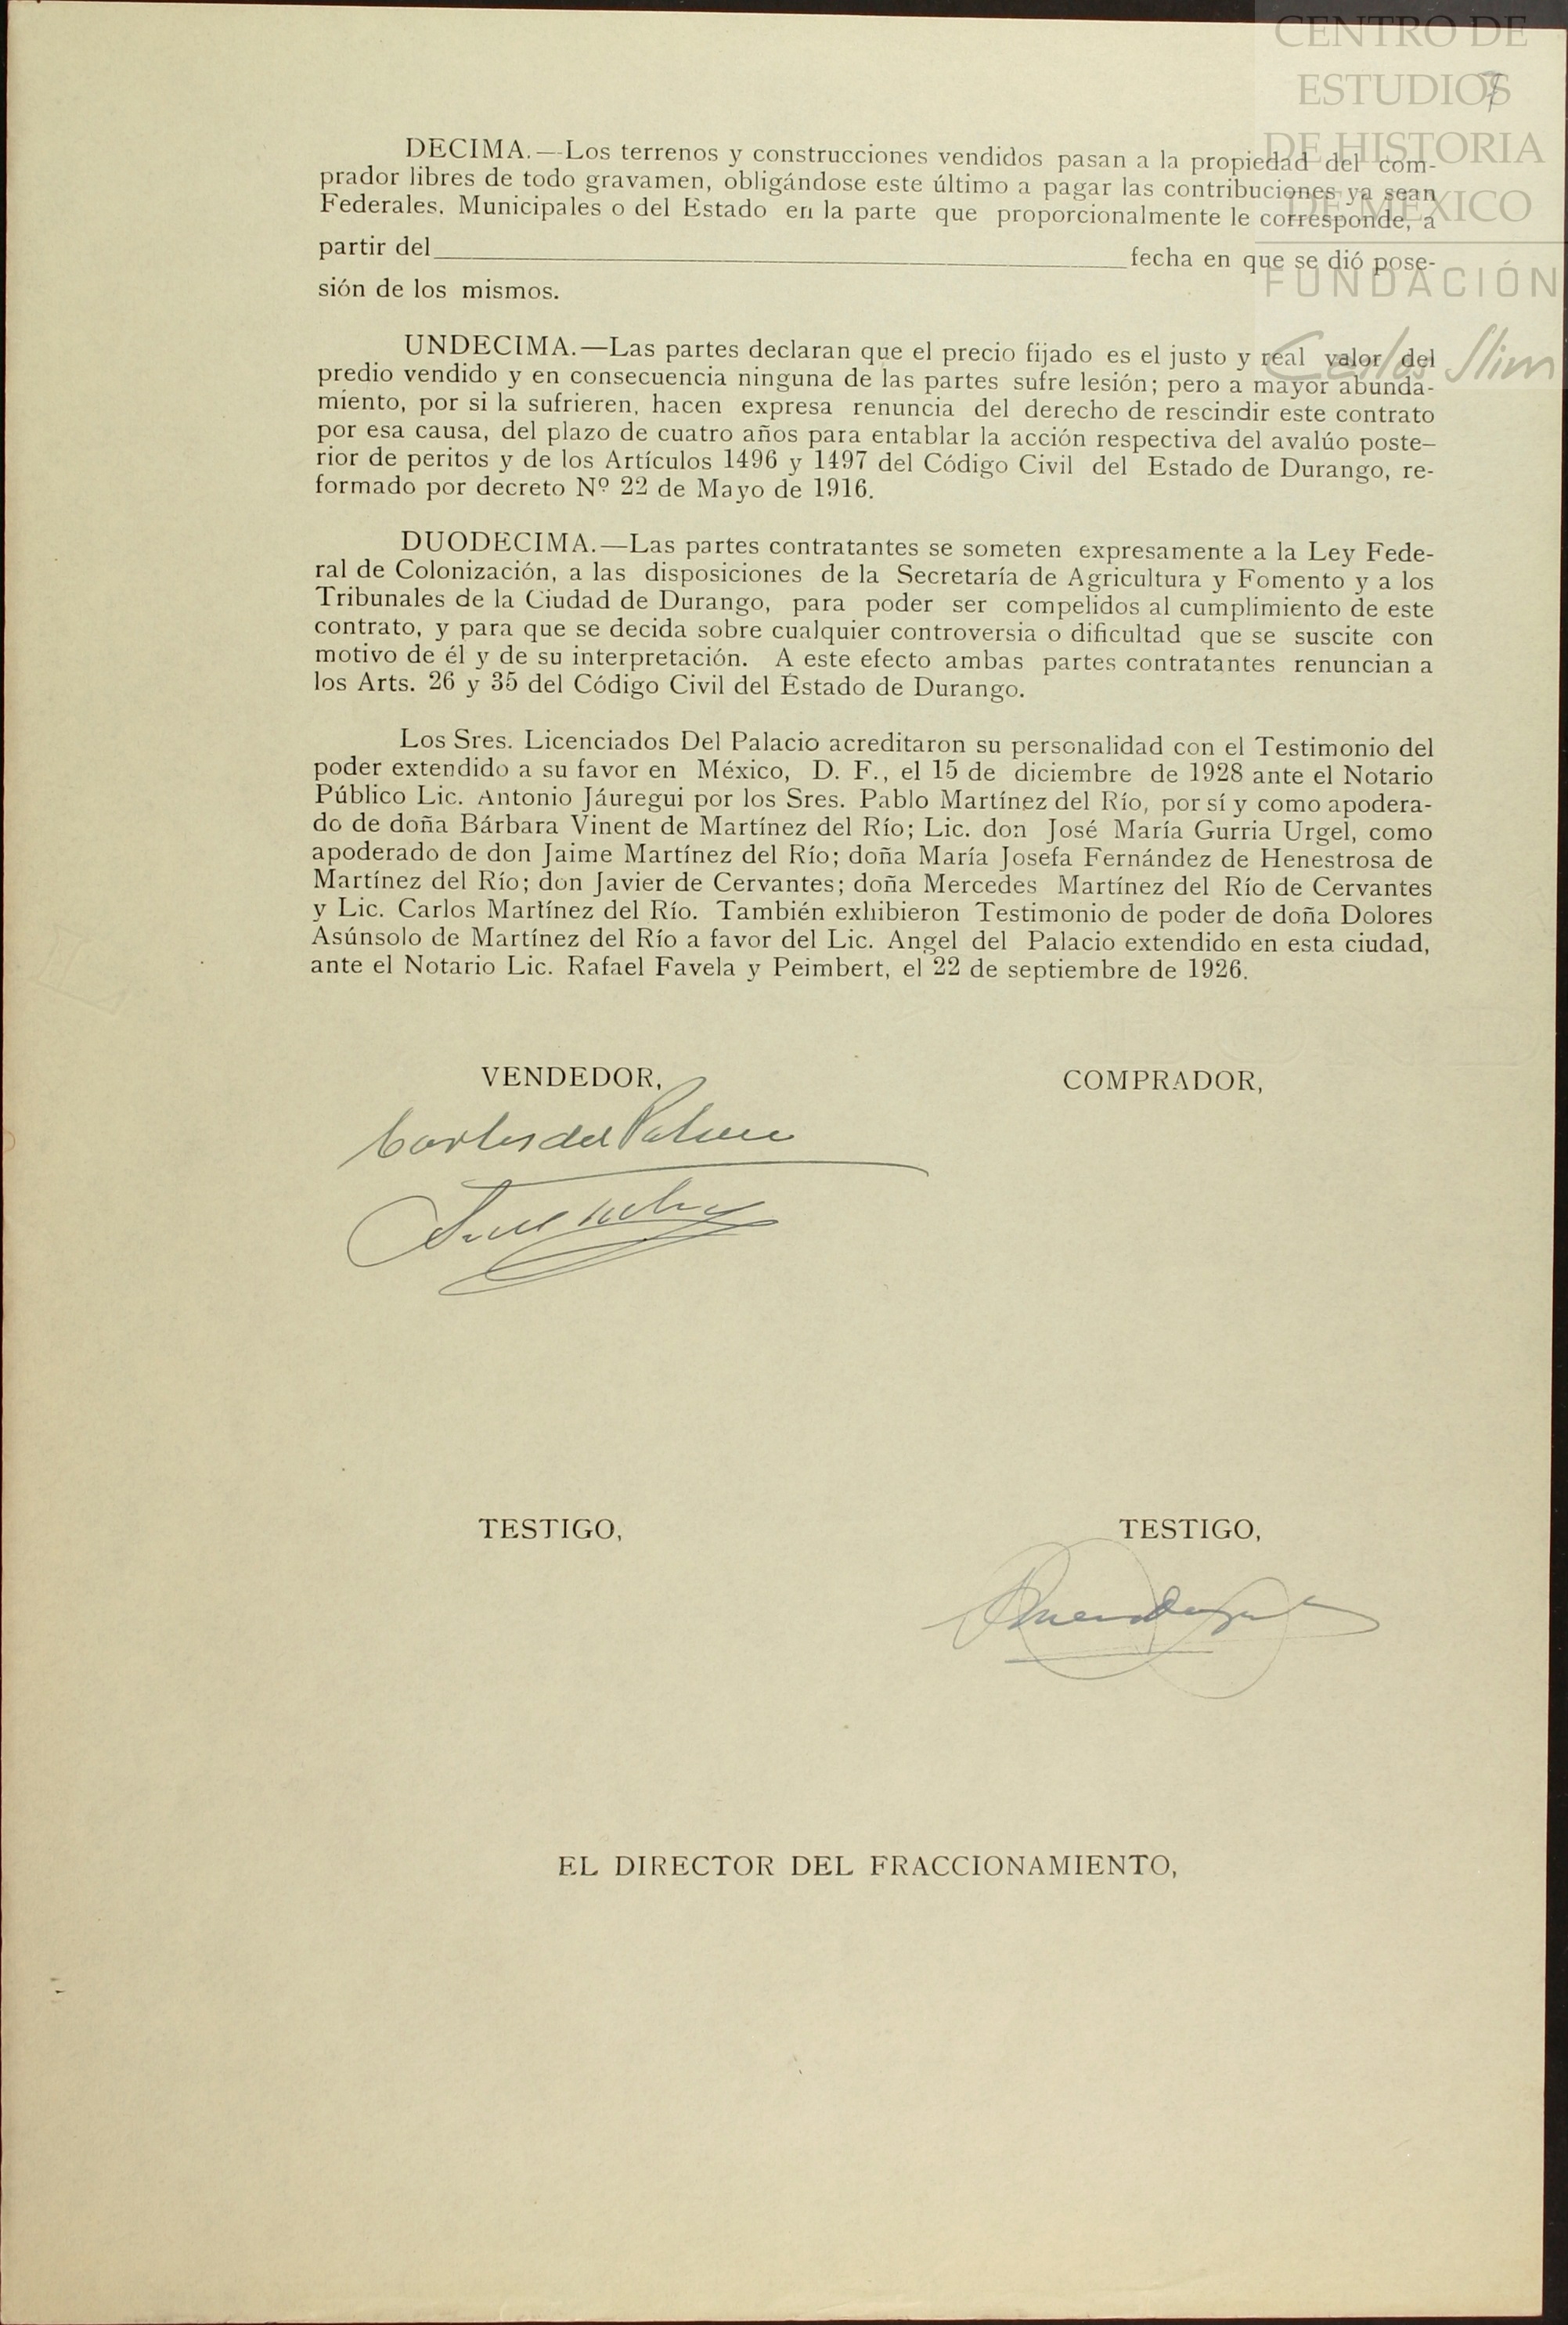 CENTRO DE
ESTUDIOS
DE HISTORIA
DE MEXICO
FUNDACIÓN
Carlos Slim
7
DECIMA.—Los terrenos y construcciones vendidos pasan a la propiedad del com-
prador libres de todo gravamen, obligándose este último a pagar las contribuciones ya sean
Federales. Municipales o del Estado en la parte que proporcionalmente le corresponde, a
partir del____________fecha en que se dió pose-
sión de los mismos.
UNDECIMA.—Las partes declaran que el precio fijado es el justo y real valor del
predio vendido y en consecuencia ninguna de las partes sufre lesión; pero a mayor abunda-
miento, por si la sufrieren, hacen expresa renuncia del derecho de rescindir este contrato
por esa causa, del plazo de cuatro años para entablar la acción respectiva del avalúo poste-
rior de peritos y de los Artículos 1496 y 1497 del Código Civil del Estado de Durango, re-
formado por decreto Nº 22 de Mayo de 1916.
DUODECIMA.—Las partes contratantes se someten expresamente a la Ley Fede-
ral de Colonización, a las disposiciones de la Secretaría de Agricultura y Fomento y a los
Tribunales de la Ciudad de Durango, para poder ser compelidos al cumplimiento de este
contrato, y para que se decida sobre cualquier controversia o dificultad que se suscite con
motivo de él y de su interpretación. A este efecto ambas partes contratantes renuncian a
los Arts. 26 y 35 del Código Civil del Estado de Durango.
Los Sres. Licenciados Del Palacio acreditaron su personalidad con el Testimonio del
poder extendido a su favor en México, D. F., el 15 de diciembre de 1928 ante el Notario
Público Lic. Antonio Jáuregui por los Sres. Pablo Martínez del Río, por sí y como apodera-
do de doña Bárbara Vinent de Martínez del Río; Lic. don José María Gurria Urgel, como
apoderado de don Jaime Martínez del Río; doña María Josefa Fernández de Henestrosa de
Martínez del Río; don Javier de Cervantes; doña Mercedes Martínez del Río de Cervantes
y Lic. Carlos Martínez del Río. También exhibieron Testimonio de poder de doña Dolores
Asúnsolo de Martínez del Río a favor del Lic. Angel del Palacio extendido en esta ciudad,
ante el Notario Lic. Rafael Favela y Peimbert, el 22 de septiembre de 1926.
VENDEDOR,
COMPRADOR,
Carlos del Palacio
TESTIGO,
TESTIGO,
EL DIRECTOR DEL FRACCIONAMIENTO,